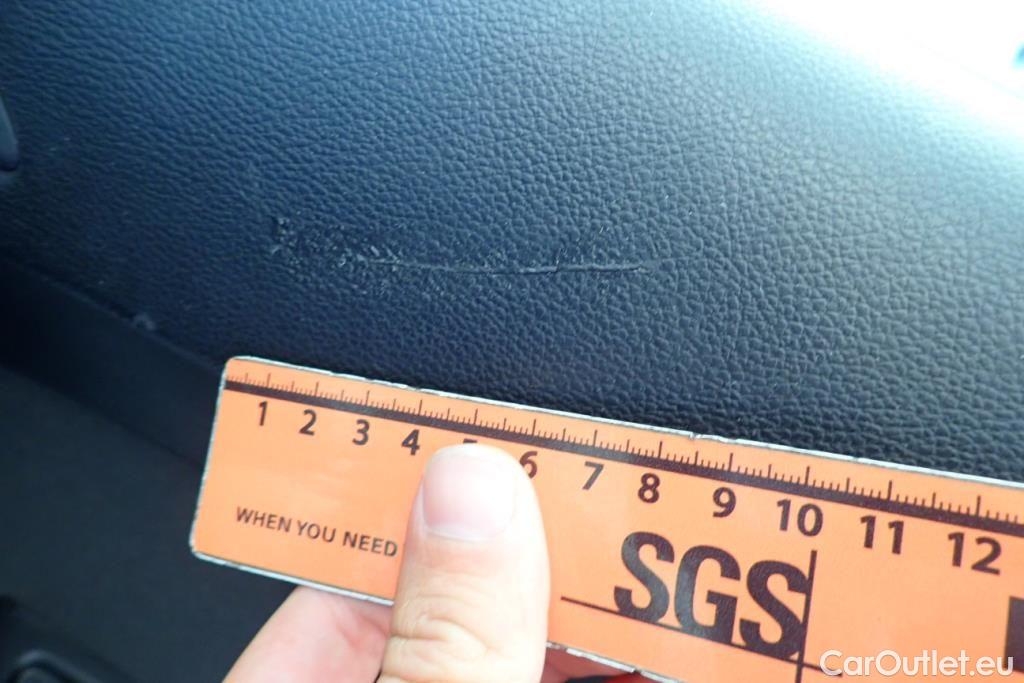 1 2 3 4 5 6 7 8 9 10 11 12
WHEN YOU NEED
SGS
CarOutlet.eu